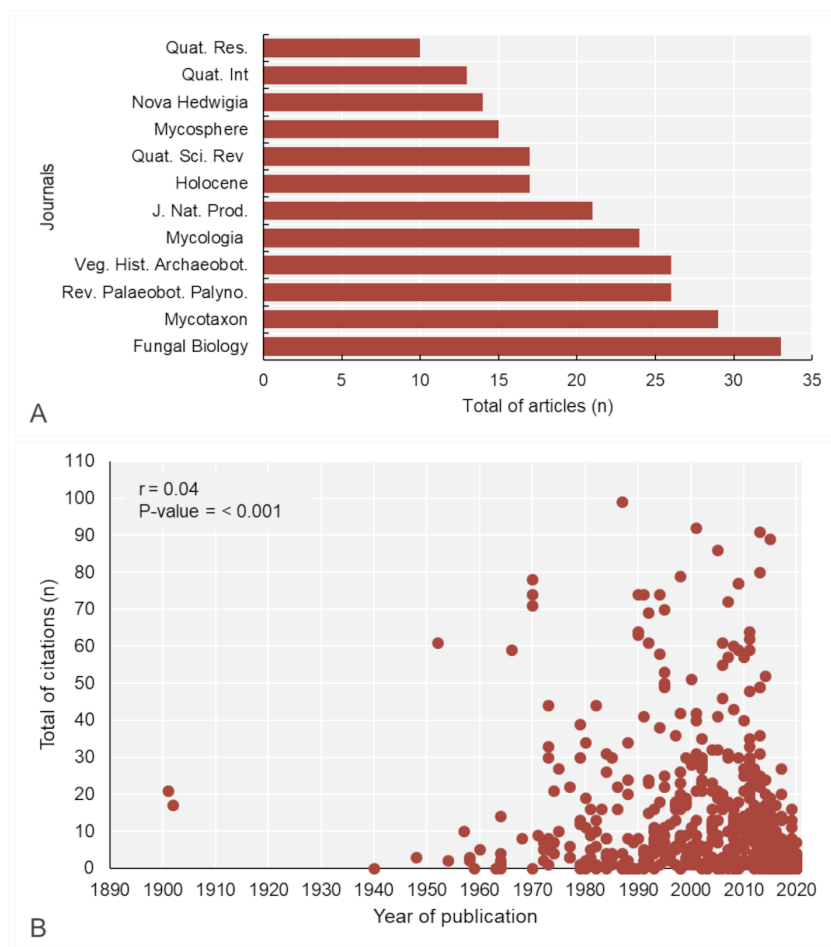 Journals
Quat. Res.
Quat. Int
Nova Hedwigia
Mycosphere
Quat. Sci. Rev
Holocene
J. Nat. Prod.
Mycologia
Veg. Hist. Archaeobot.
Rev. Palaeobot. Palyno.
Mycotaxon
Fungal Biology
0 5 10 15 20 25 30 35
Total of articles (n)
A
Total of citations (n)
110
100
90
80
70
60
50
40
30
20
10
0
r = 0.04
P-value = < 0.001
1890 1900 1910 1920 1930 1940 1950 1960 1970 1980 1990 2000 2010 2020
Year of publication
B